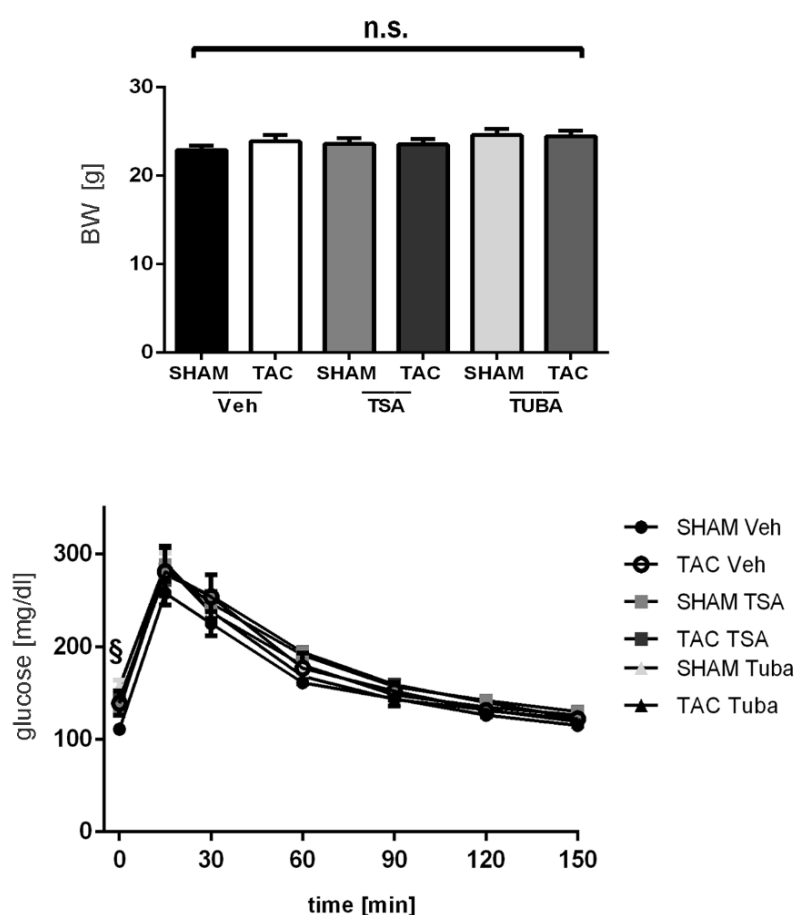 n.s.
30
20
10
0
BW [g]
SHAM TAC SHAM TAC SHAM TAC
Veh TSA TUBA
300
200
100
0
glucose [mg/dl]
§
0 30 60 90 120 150
time [min]
SHAM Veh
TAC Veh
SHAM TSA
TAC TSA
SHAM Tuba
TAC Tuba